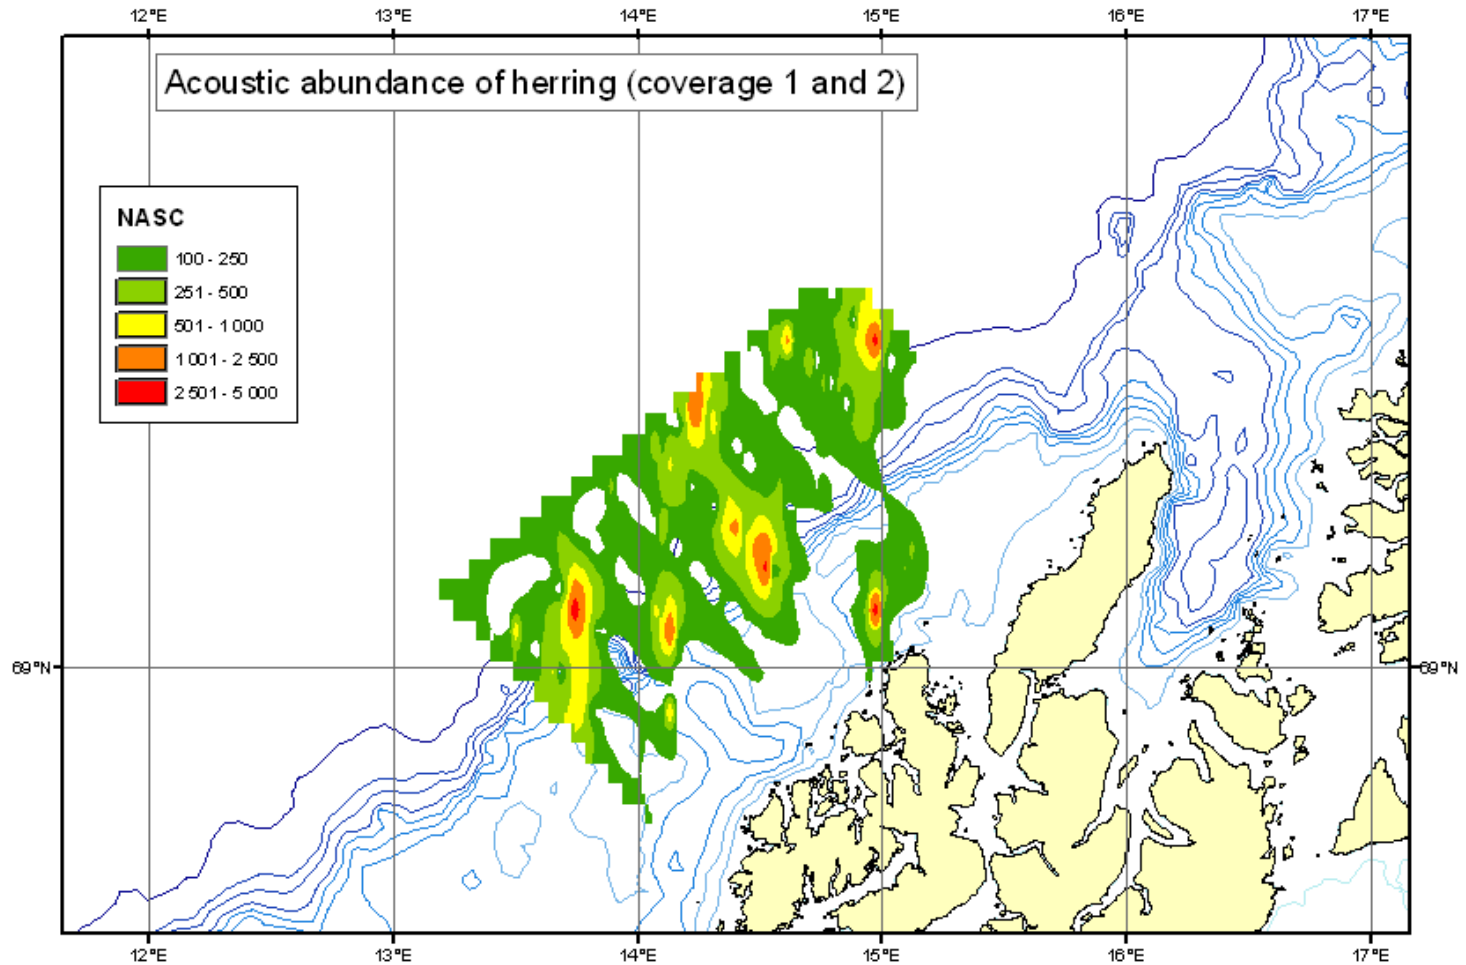 12°E 13°E 14°E 15°E 16°E 17°E
Acoustic abundance of herring (coverage 1 and 2)
NASC
100 - 250
251 - 500
501 - 1 000
1 001 - 2 500
2 501 - 5 000
69°N 69°N
12°E 13°E 14°E 15°E 16°E 17°E